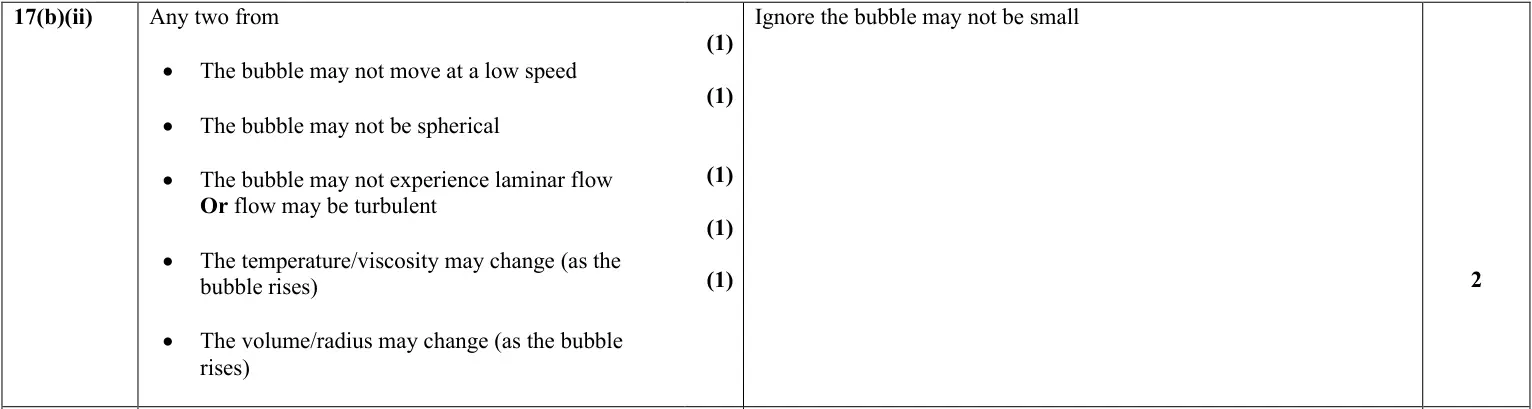 17(b)(ii)
Any two from
(1)
• The bubble may not move at a low speed
(1)
• The bubble may not be spherical
• The bubble may not experience laminar flow
(1)
Or flow may be turbulent
(1)
• The temperature/viscosity may change (as the
bubble rises)
(1)
• The volume/radius may change (as the bubble
rises)
Ignore the bubble may not be small
2